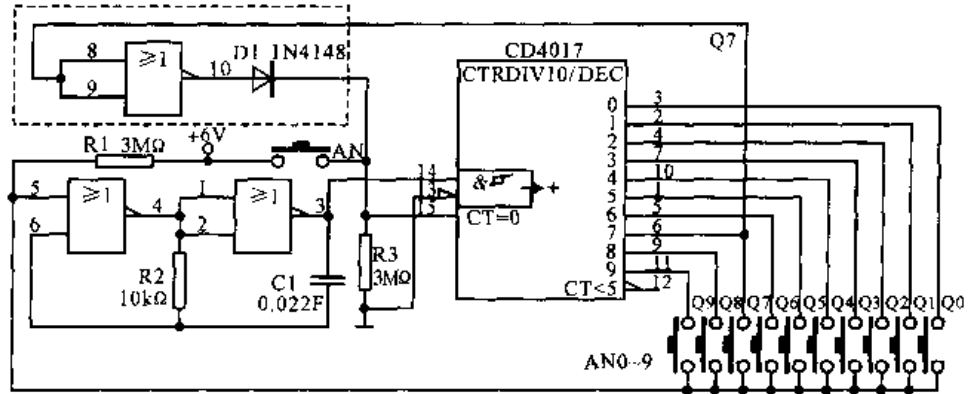 8
9
≥1
10
D1 1N4148
Q7
CD4017
CTRDIV10/DEC
R1 3MΩ
+6V
AN
5
6
≥1
4
1
2
≥1
3
R2
10kΩ
C1
0.022F
R3
3MΩ
14
15
&
+
CT=0
0
1
2
3
4
5
6
7
8
9
CT<5
3
2
4
7
10
1
5
6
9
11
12
Q9 Q8 Q7 Q6 Q5 Q4 Q3 Q2 Q1 Q0
AN0~9